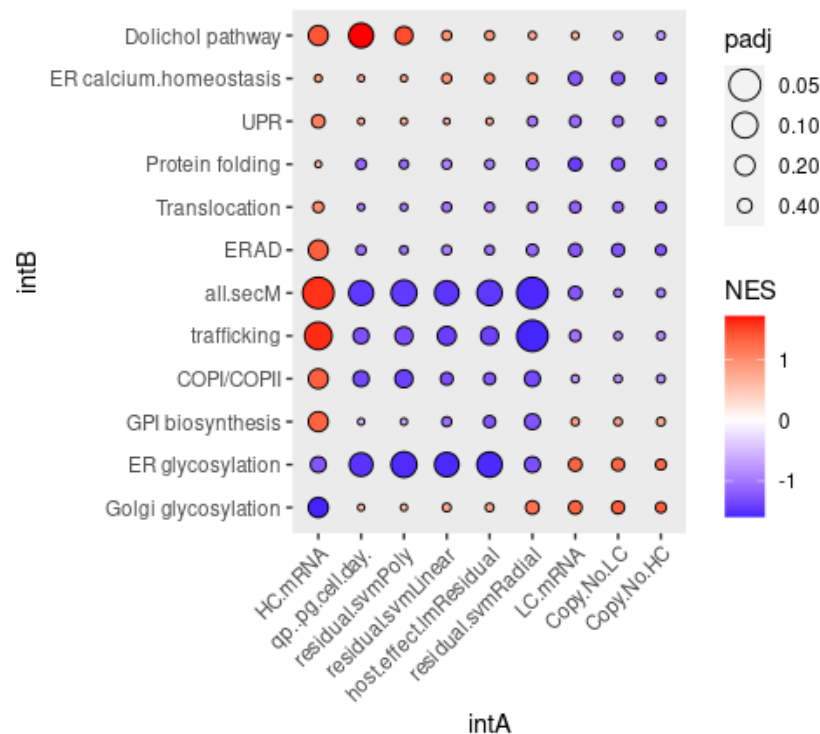 Dolichol pathway
ER calcium.homeostasis
UPR
Protein folding
Translocation
ERAD
all.secM
trafficking
COPI/COPII
GPI biosynthesis
ER glycosylation
Golgi glycosylation
intB
HC.mRNA
qp..pg.cell.day.
residual.svmPoly
residual.svmLinear
host.effect.lmResidual
residual.svmRadial
LC.mRNA
Copy.No.LC
Copy.No.HC
intA
padj
0.05
0.10
0.20
0.40
NES
1
0
-1